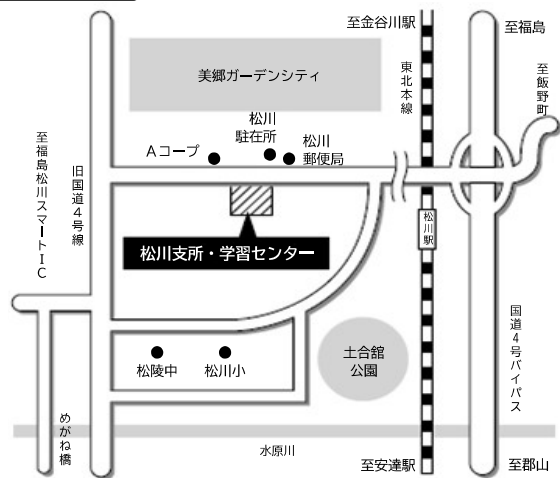 至金谷川駅
至福島
至飯野町
東北本線
美郷ガーデンシティ
松川
駐在所
松川
郵便局
Aコープ
至福島松川スマートIC
旧国道4号線
松川支所・学習センター
松川駅
国道4号バイパス
土合舘
公園
松陵中
松川小
めがね橋
水原川
至安達駅
至郡山